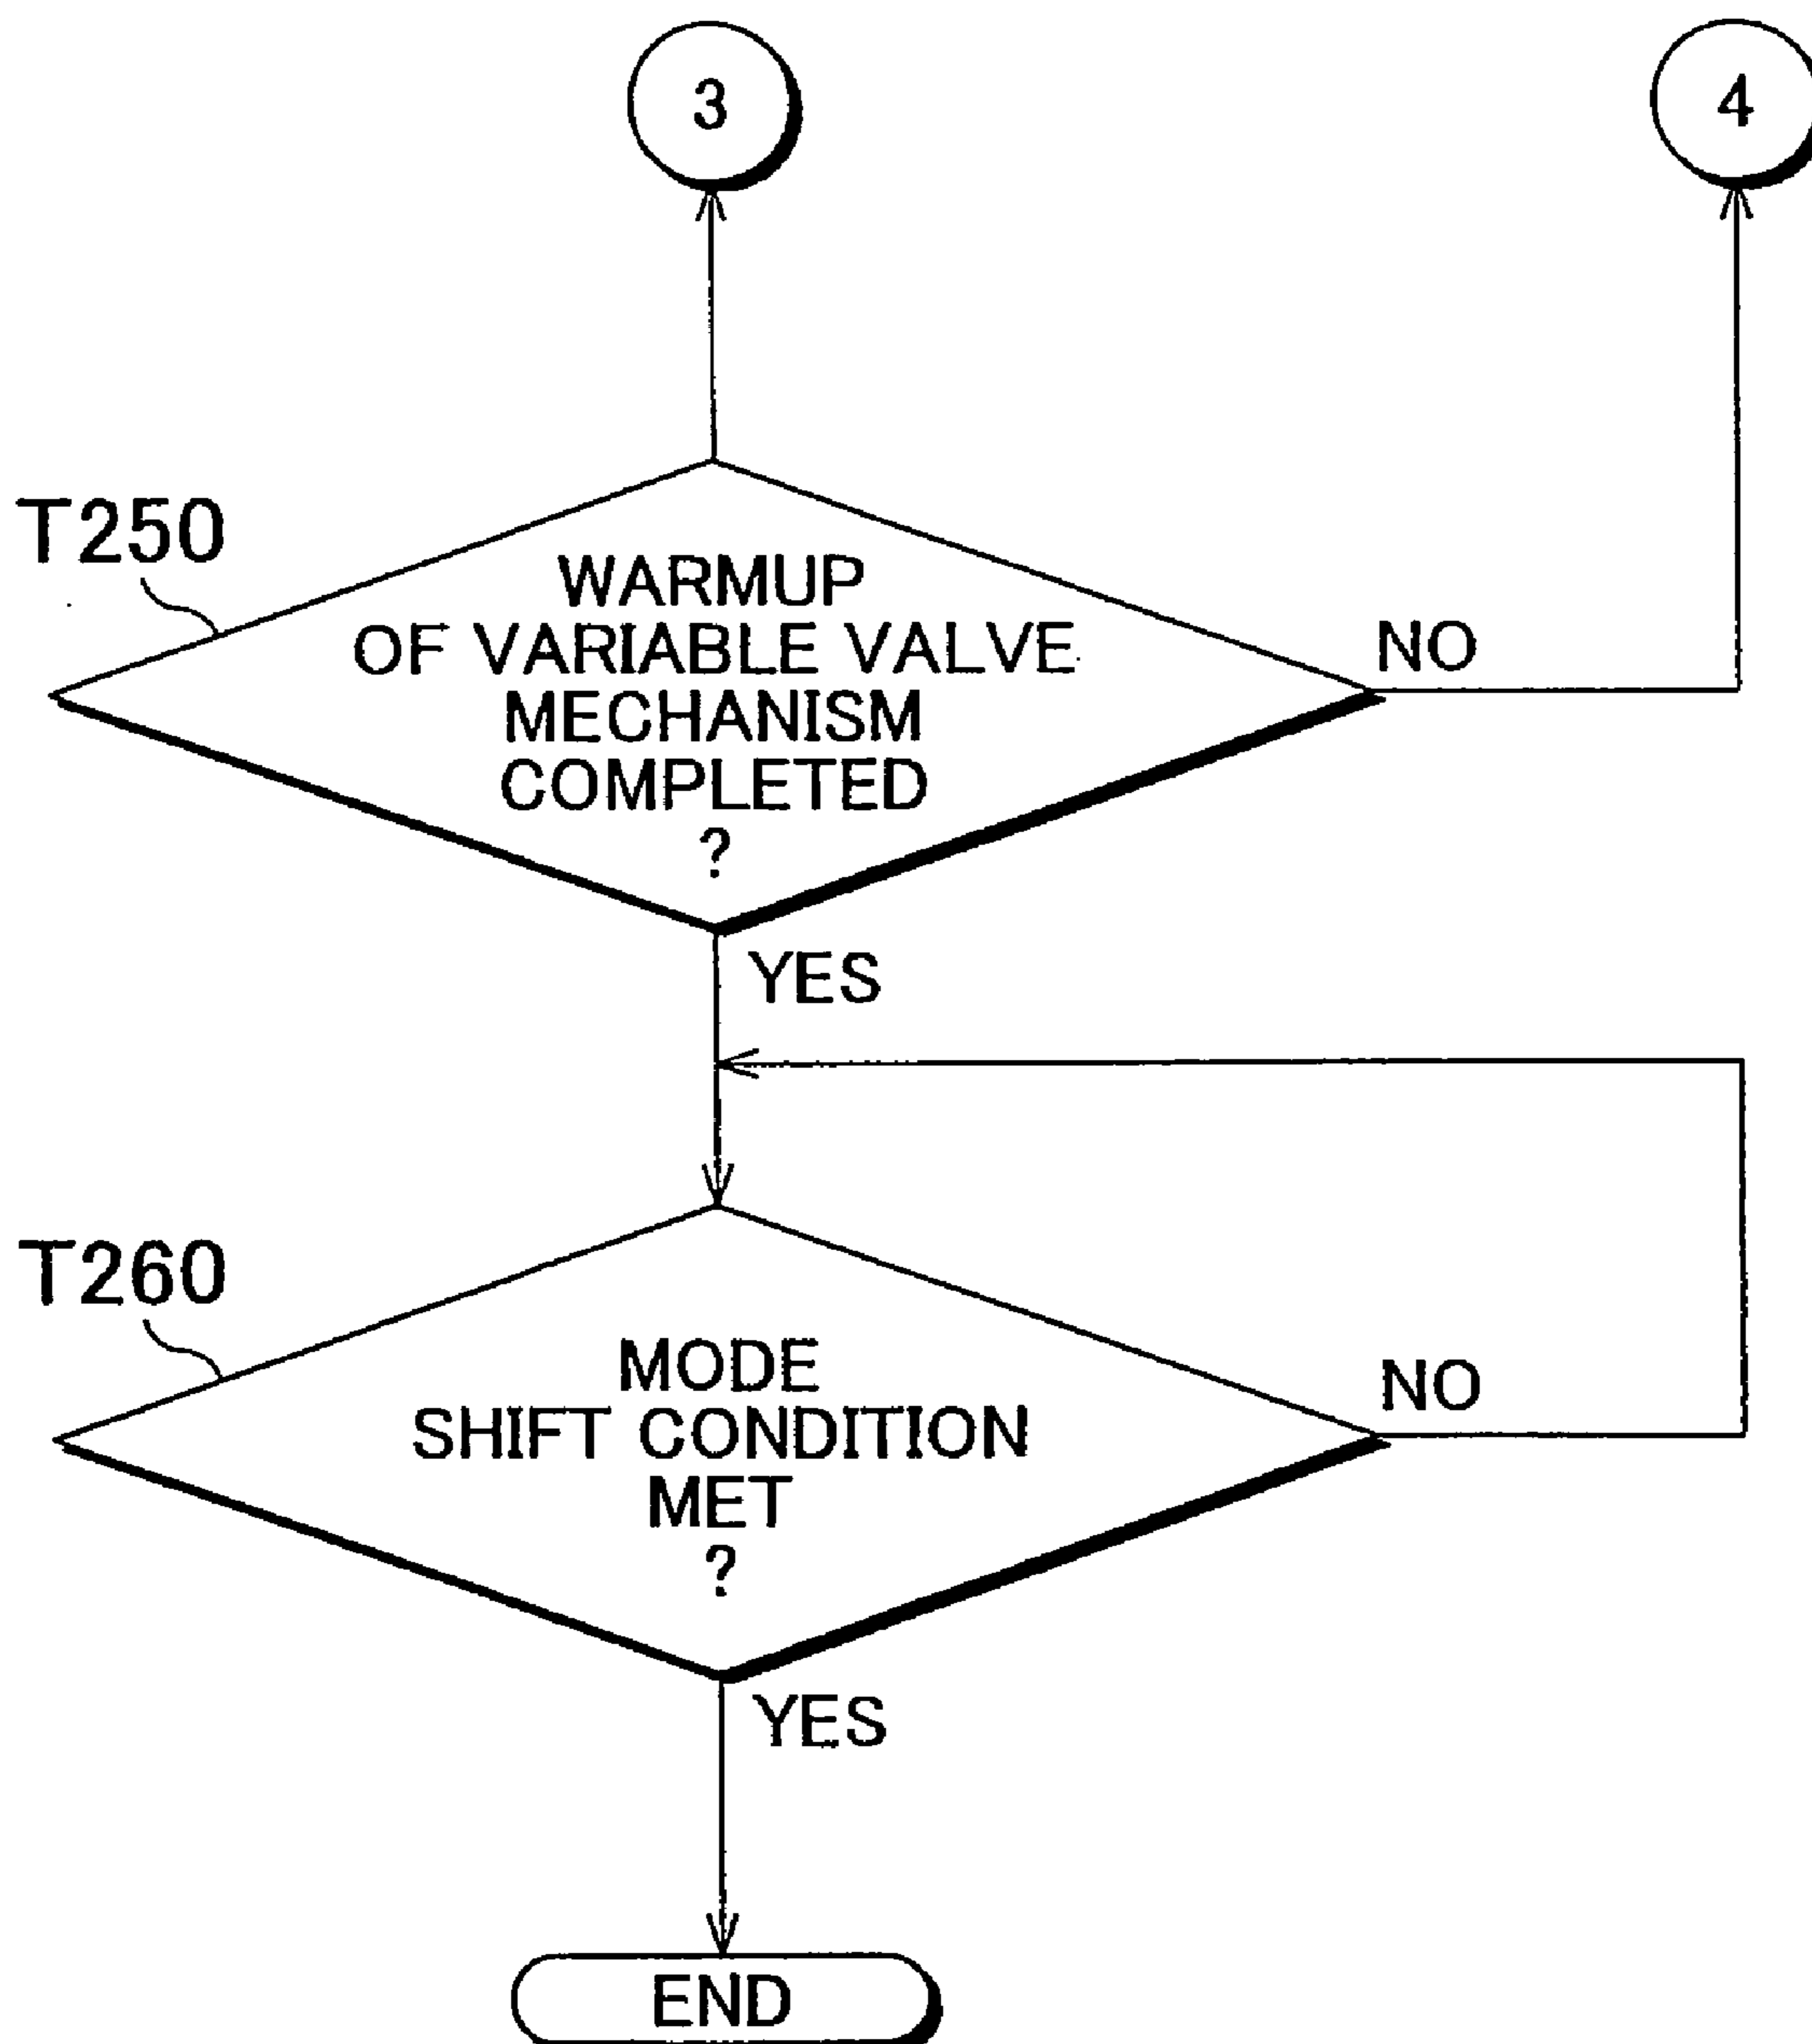 3
4
T250
WARMUP
OF VARIABLE VALVE
MECHANISM
COMPLETED
?
NO
YES
T260
MODE
SHIFT CONDITION
MET
?
NO
YES
END